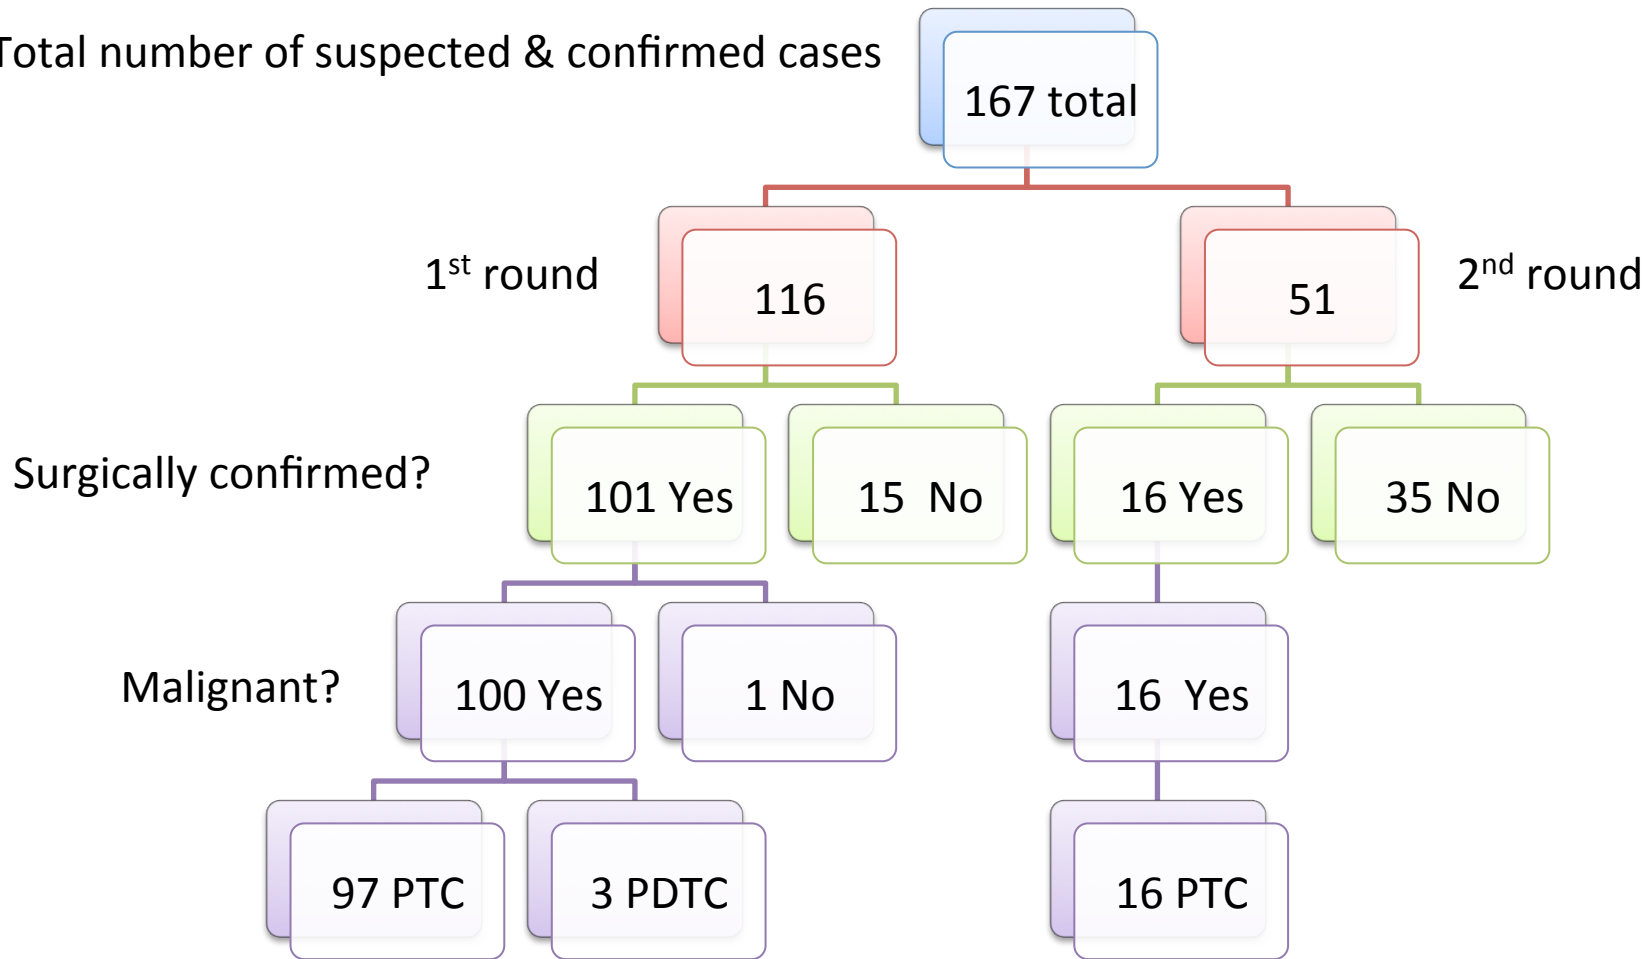 Total number of suspected & confirmed cases
167 total
1st round
116
51
2nd round
Surgically confirmed?
101 Yes
15 No
16 Yes
35 No
Malignant?
100 Yes
1 No
16 Yes
97 PTC
3 PDTC
16 PTC